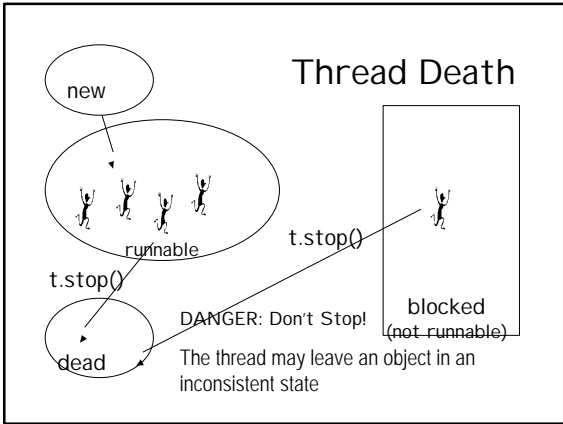 Thread Death
new
runnable
t.stop()
t.stop()
blocked
(not runnable)
DANGER: Don't Stop!
dead
The thread may leave an object in an
inconsistent state